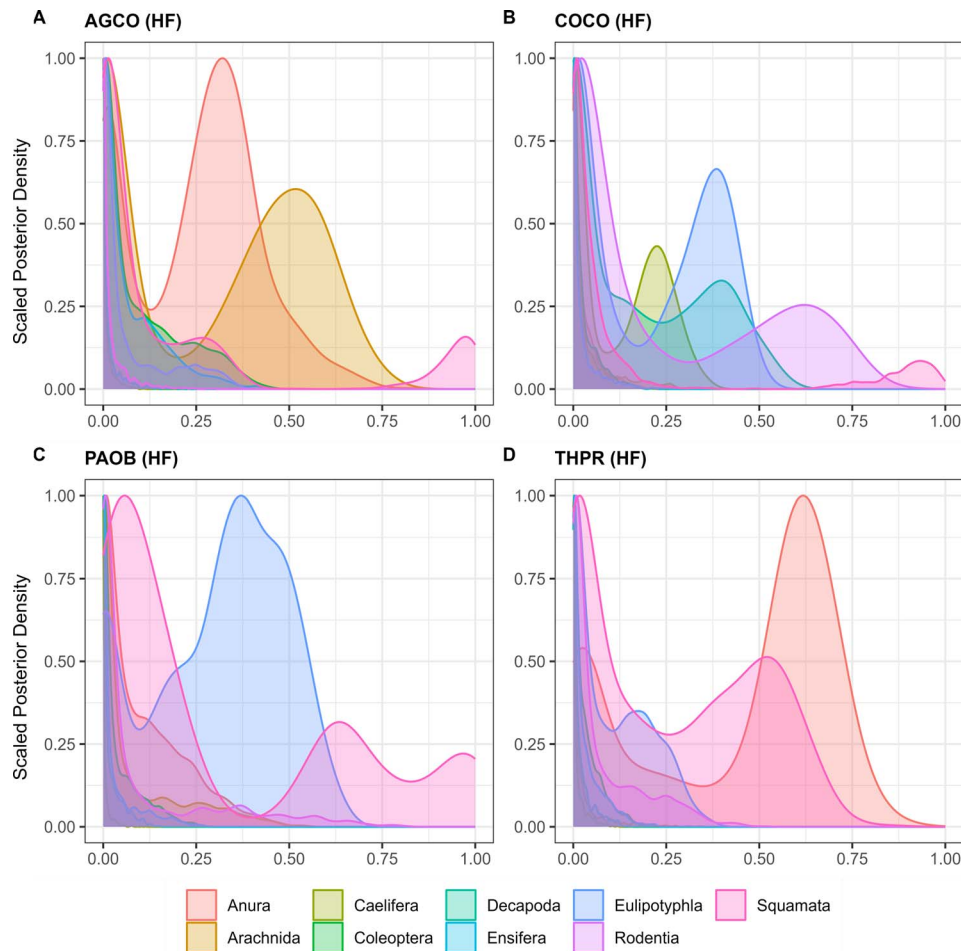 A AGCO (HF)
B COCO (HF)
Scaled Posterior Density
1.00
0.75
0.50
0.25
0.00
0.00 0.25 0.50 0.75 1.00
1.00
0.75
0.50
0.25
0.00
0.00 0.25 0.50 0.75 1.00
C PAOB (HF)
D THPR (HF)
Scaled Posterior Density
1.00
0.75
0.50
0.25
0.00
0.00 0.25 0.50 0.75 1.00
1.00
0.75
0.50
0.25
0.00
0.00 0.25 0.50 0.75 1.00
Anura Caelifera Decapoda Eulipotyphla Squamata
Arachnida Coleoptera Ensifera Rodentia